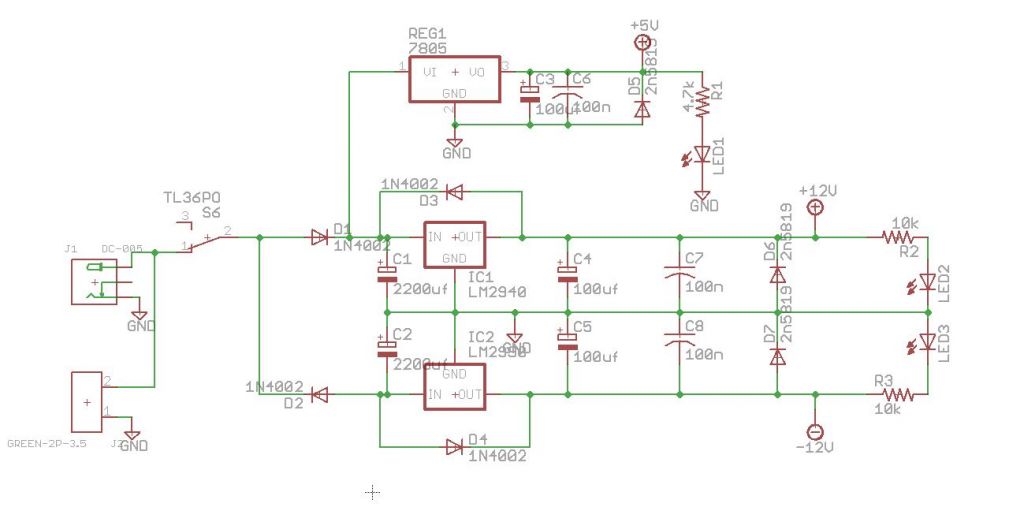 +5V
REG1
7805
1
VI
+
VO
3
GND
2
C3
+
100uf
C6
100n
D5
2n5819
4.7k
R1
LED1
GND
GND
1N4002
D3
+12V
TL36PO
S6
3
2
+
1
D1
1N4002
IN
+OUT
IC1
LM2940
C1
+
2200uf
C4
+
100uf
C7
100n
D6
2n5819
10k
R2
LED2
J1
DC-005
+
GND
C2
+
2200uf
GND
IC2
LM2990
GND
IN
+OUT
C5
+
100uf
C8
100n
D7
2n5819
LED3
1N4002
D2
R3
10k
2
+
1
GREEN-2P-3.5
J2
GND
D4
1N4002
-12V